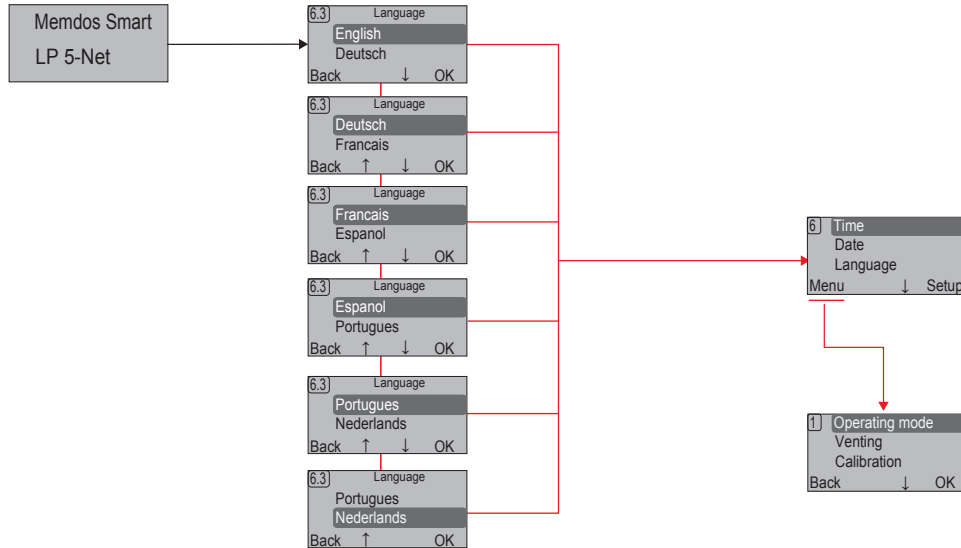 Memdos Smart
LP 5-Net
6.3 Language
English
Deutsch
Back ↓ OK
6.3 Language
Deutsch
Francais
Back ↑ ↓ OK
6.3 Language
Francais
Espanol
Back ↑ ↓ OK
6.3 Language
Espanol
Portugues
Back ↑ ↓ OK
6.3 Language
Portugues
Nederlands
Back ↑ ↓ OK
6.3 Language
Portugues
Nederlands
Back ↑ OK
6 Time
Date
Language
Menu ↓ Setup
1 Operating mode
Venting
Calibration
Back ↓ OK